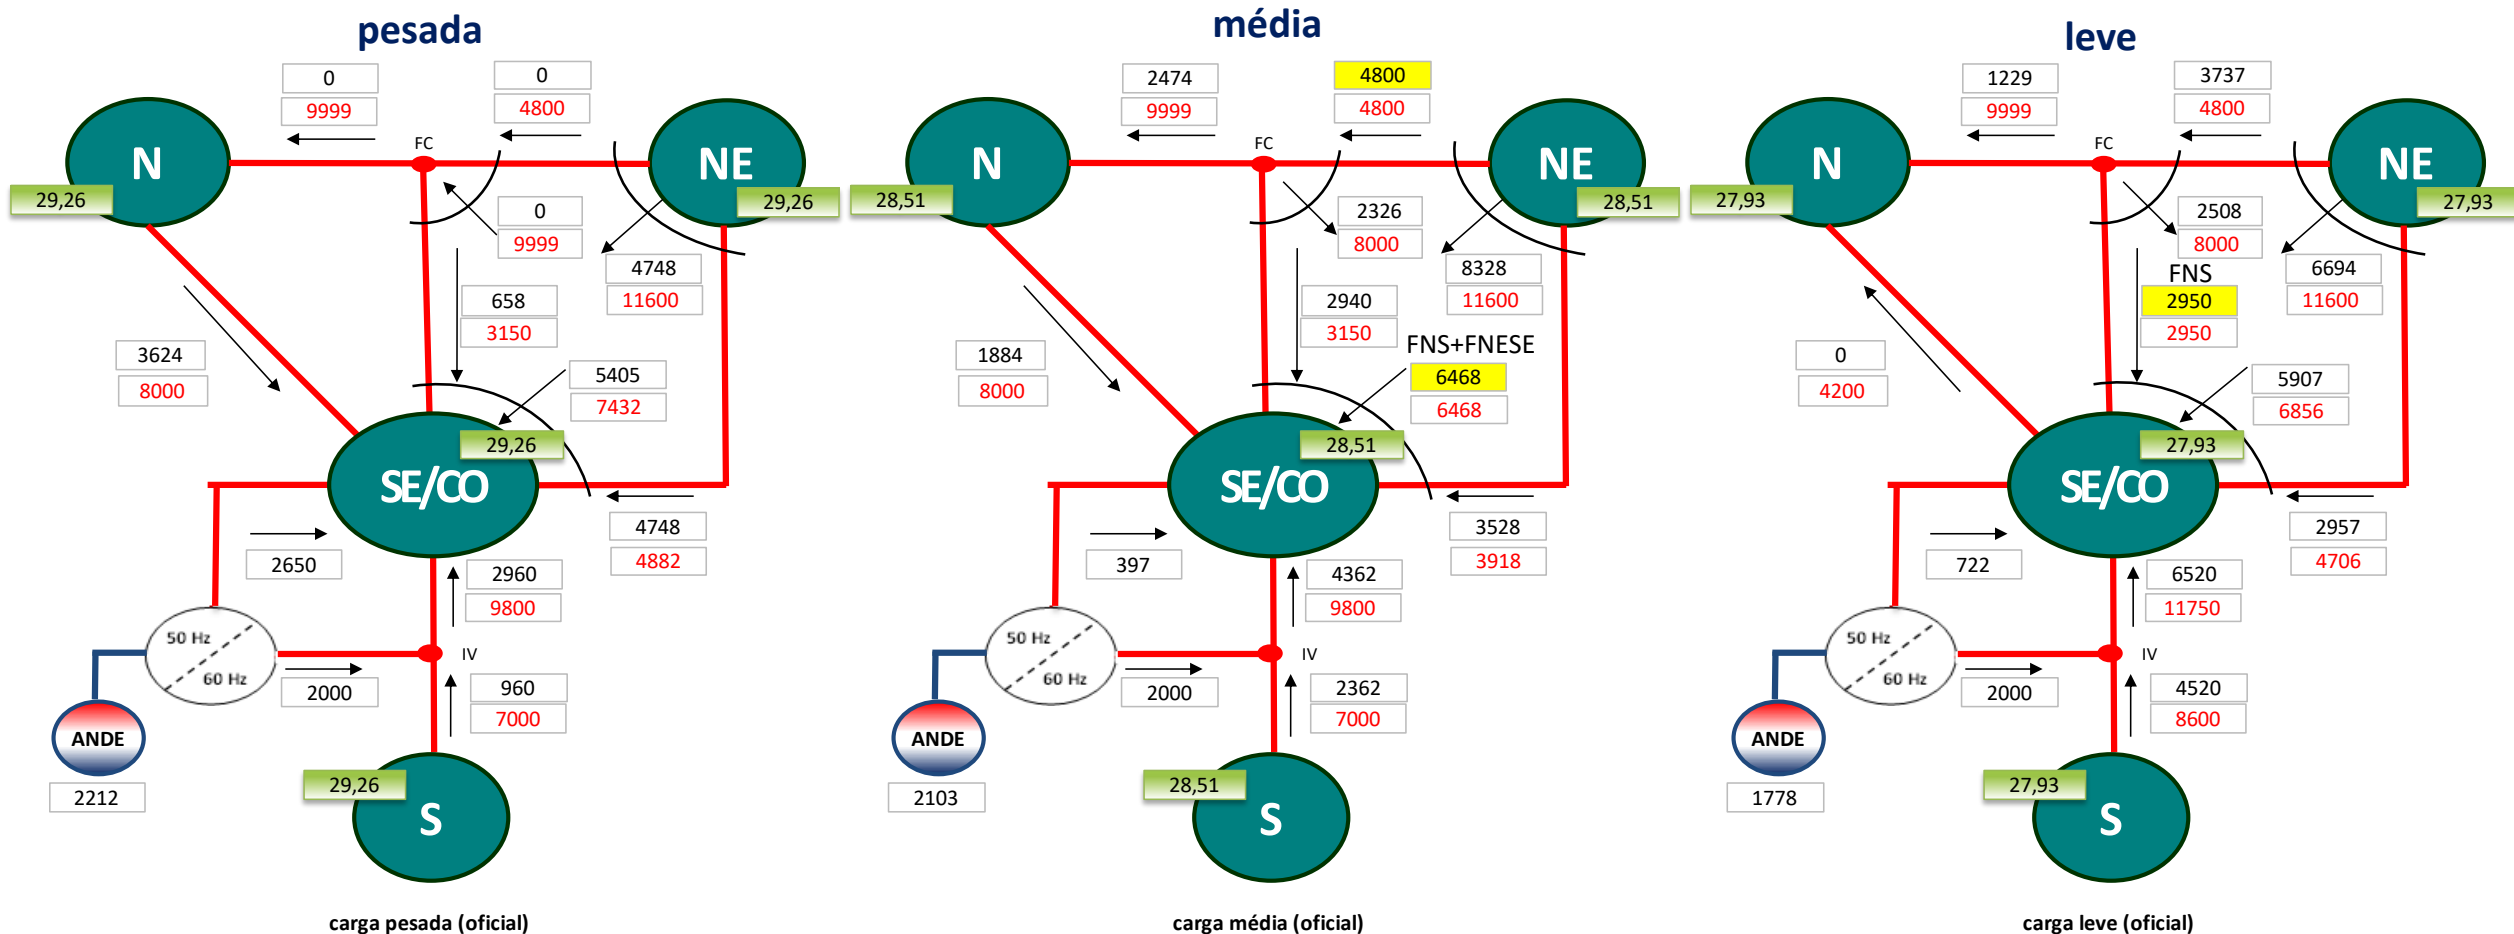 pesada
0
9999
0
4800
FC
N
NE
29,26
29,26
0
9999
4748
11600
658
3150
3624
8000
5405
7432
29,26
SE/CO
4748
4882
2650
2960
9800
50 Hz
60 Hz
IV
2000
960
7000
ANDE
2212
29,26
S
carga pesada (oficial)
média
2474
9999
4800
4800
FC
N
NE
28,51
28,51
2326
8000
8328
11600
2940
3150
FNS+FNESE
1884
8000
6468
6468
28,51
SE/CO
3528
3918
397
4362
9800
50 Hz
60 Hz
IV
2000
2362
7000
ANDE
2103
28,51
S
carga média (oficial)
leve
1229
9999
3737
4800
FC
N
NE
27,93
27,93
2508
8000
6694
11600
FNS
2950
2950
0
4200
5907
6856
27,93
SE/CO
2957
4706
722
6520
11750
50 Hz
60 Hz
IV
2000
4520
8600
ANDE
1778
27,93
S
carga leve (oficial)